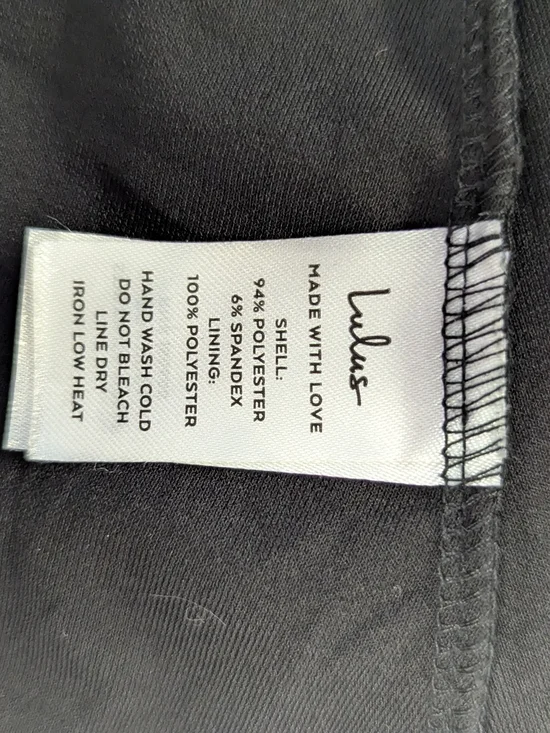 Lulus
MADE WITH LOVE
SHELL:
94% POLYESTER
6% SPANDEX
LINING:
100% POLYESTER
HAND WASH COLD
DO NOT BLEACH
LINE DRY
IRON LOW HEAT